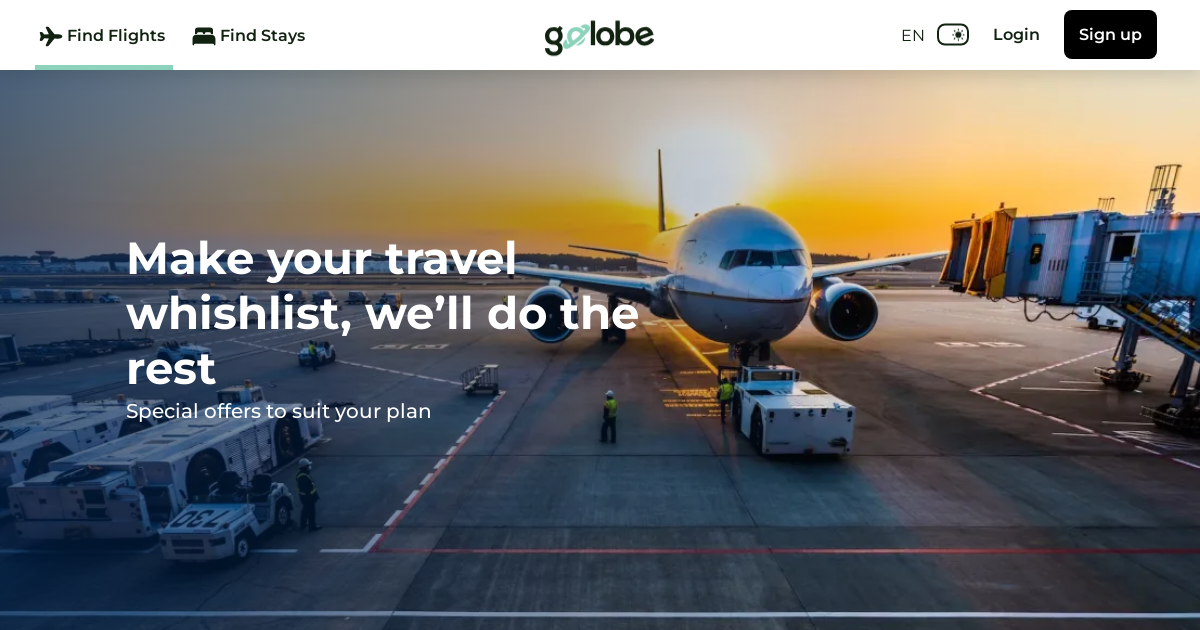 Find Flights
Find Stays
golobe
EN
Login
Sign up
Make your travel
whishlist, we’ll do the
rest
Special offers to suit your plan